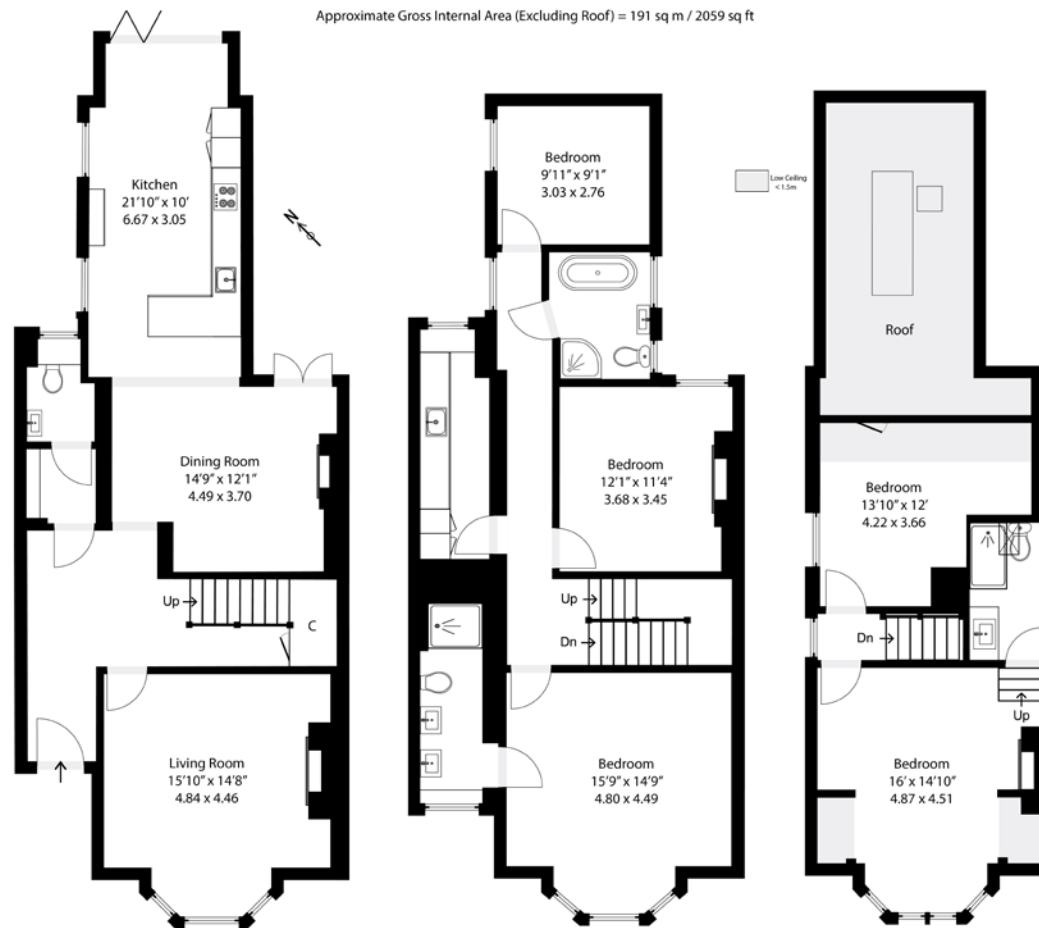 Approximate Gross Internal Area (Excluding Roof) = 191 sq m / 2059 sq ft
Kitchen
21'10" x 10'
6.67 x 3.05
N
Dining Room
14'9" x 12'1"
4.49 x 3.70
Up
C
Living Room
15'10" x 14'8"
4.84 x 4.46
Bedroom
9'11" x 9'1"
3.03 x 2.76
Bedroom
12'1" x 11'4"
3.68 x 3.45
Up
Dn
Bedroom
15'9" x 14'9"
4.80 x 4.49
Low Ceiling
< 1.5m
Roof
Bedroom
13'10" x 12'
4.22 x 3.66
Dn
Up
Bedroom
16' x 14'10"
4.87 x 4.51